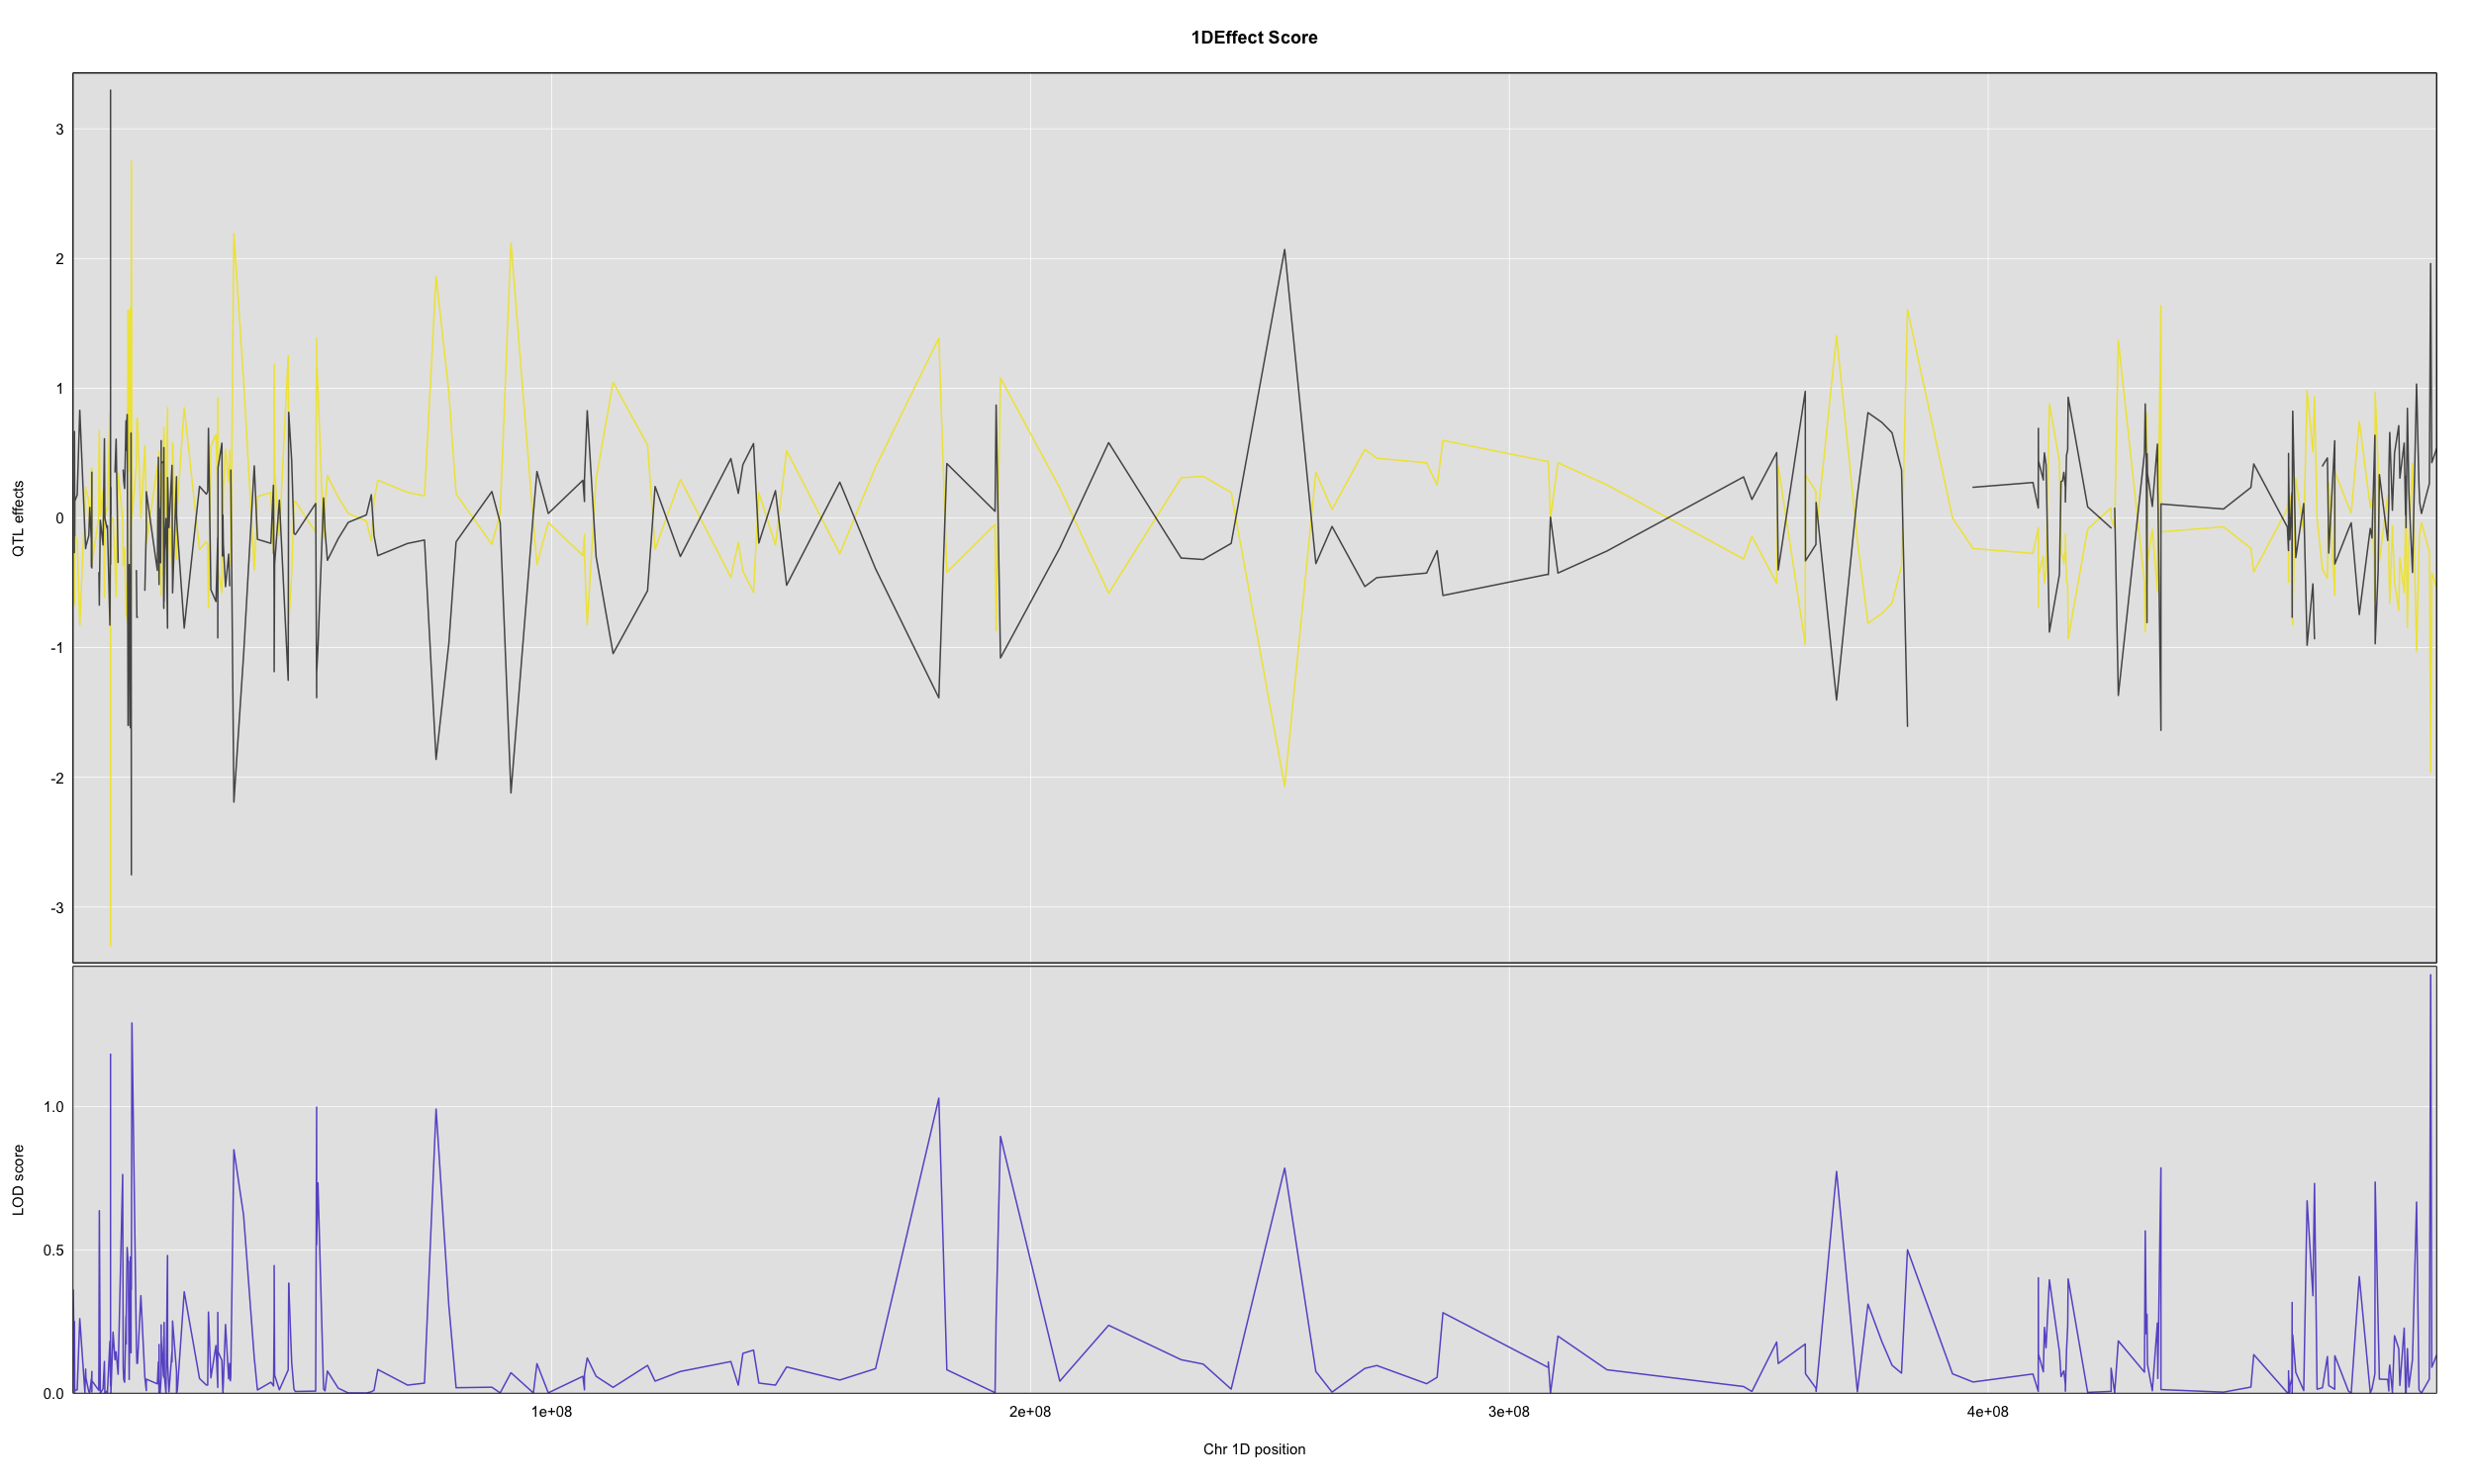 1DEffect Score
QTL effects
3
2
1
0
-1
-2
-3
LOD score
1.0
0.5
0.0
1e+08
2e+08
3e+08
4e+08
Chr 1D position